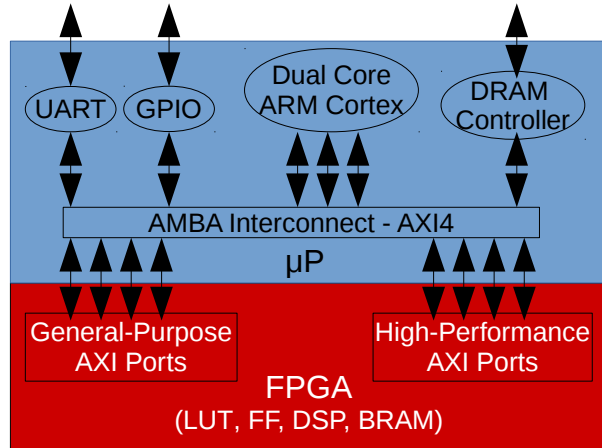 UART
GPIO
Dual Core
ARM Cortex
DRAM
Controller
AMBA Interconnect - AXI4
µP
General-Purpose
AXI Ports
High-Performance
AXI Ports
FPGA
(LUT, FF, DSP, BRAM)